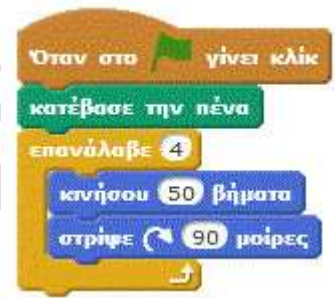 Όταν στο γίνει κλικ
κατέβασε την πένα
επανάλαβε 4
κινήσου 50 βήματα
στρίψε 90 μοίρες